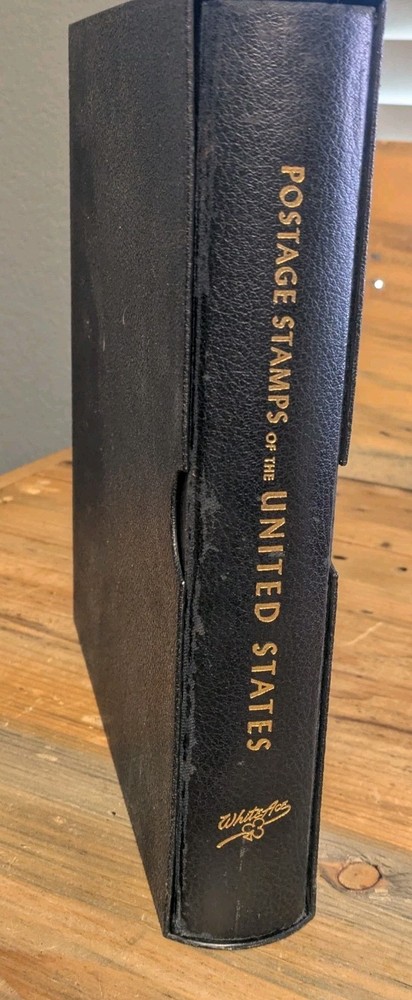 POSTAGE STAMPS OF THE UNITED STATES
White Ace